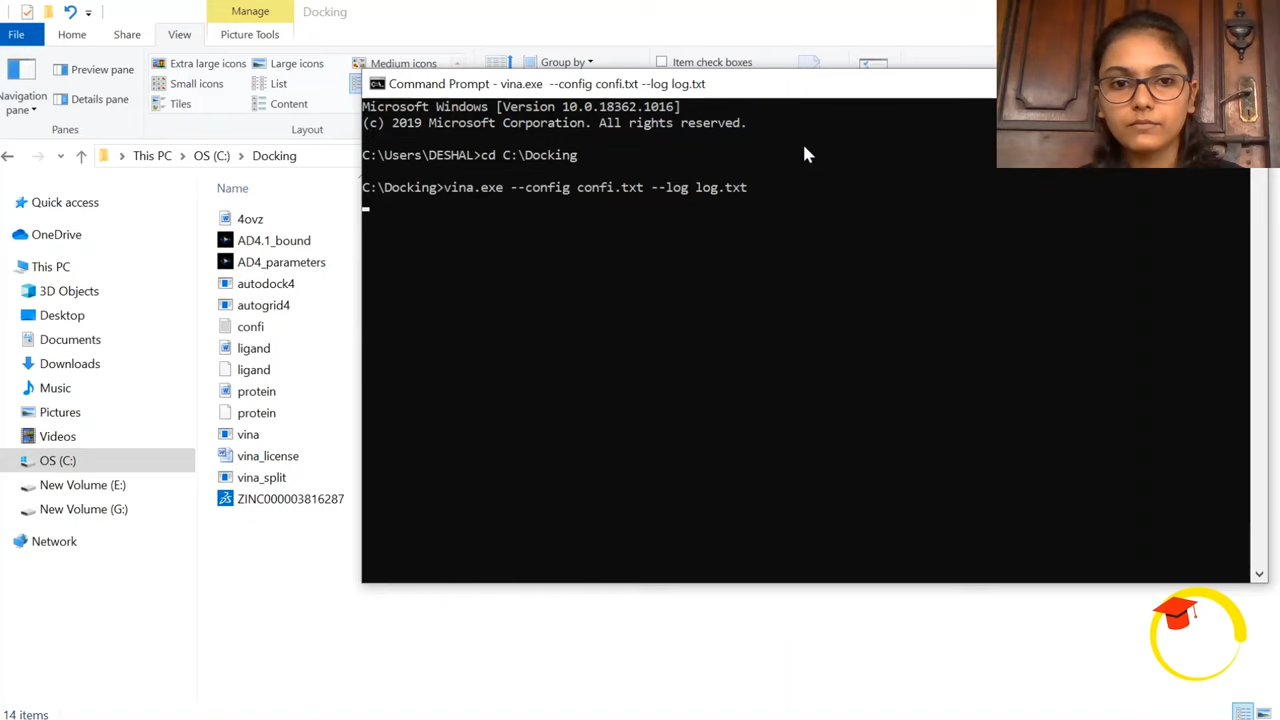 Manage
Docking
File
Home
Share
View
Picture Tools
Navigation
pane
Preview pane
Details pane
Panes
Extra large icons
Large icons
Medium icons
Small icons
List
Tiles
Content
Layout
Group by
Item check boxes
This PC
OS (C:)
Docking
Quick access
OneDrive
This PC
3D Objects
Desktop
Documents
Downloads
Music
Pictures
Videos
OS (C:)
New Volume (E:)
New Volume (G:)
Network
Name
4ovz
AD4.1_bound
AD4_parameters
autodock4
autogrid4
confi
ligand
ligand
protein
protein
vina
vina_license
vina_split
ZINC000003816287
14 items
Command Prompt - vina.exe --config confi.txt --log log.txt
Microsoft Windows [Version 10.0.18362.1016]
(c) 2019 Microsoft Corporation. All rights reserved.
C:\Users\DESHAL>cd C:\Docking
C:\Docking>vina.exe --config confi.txt --log log.txt